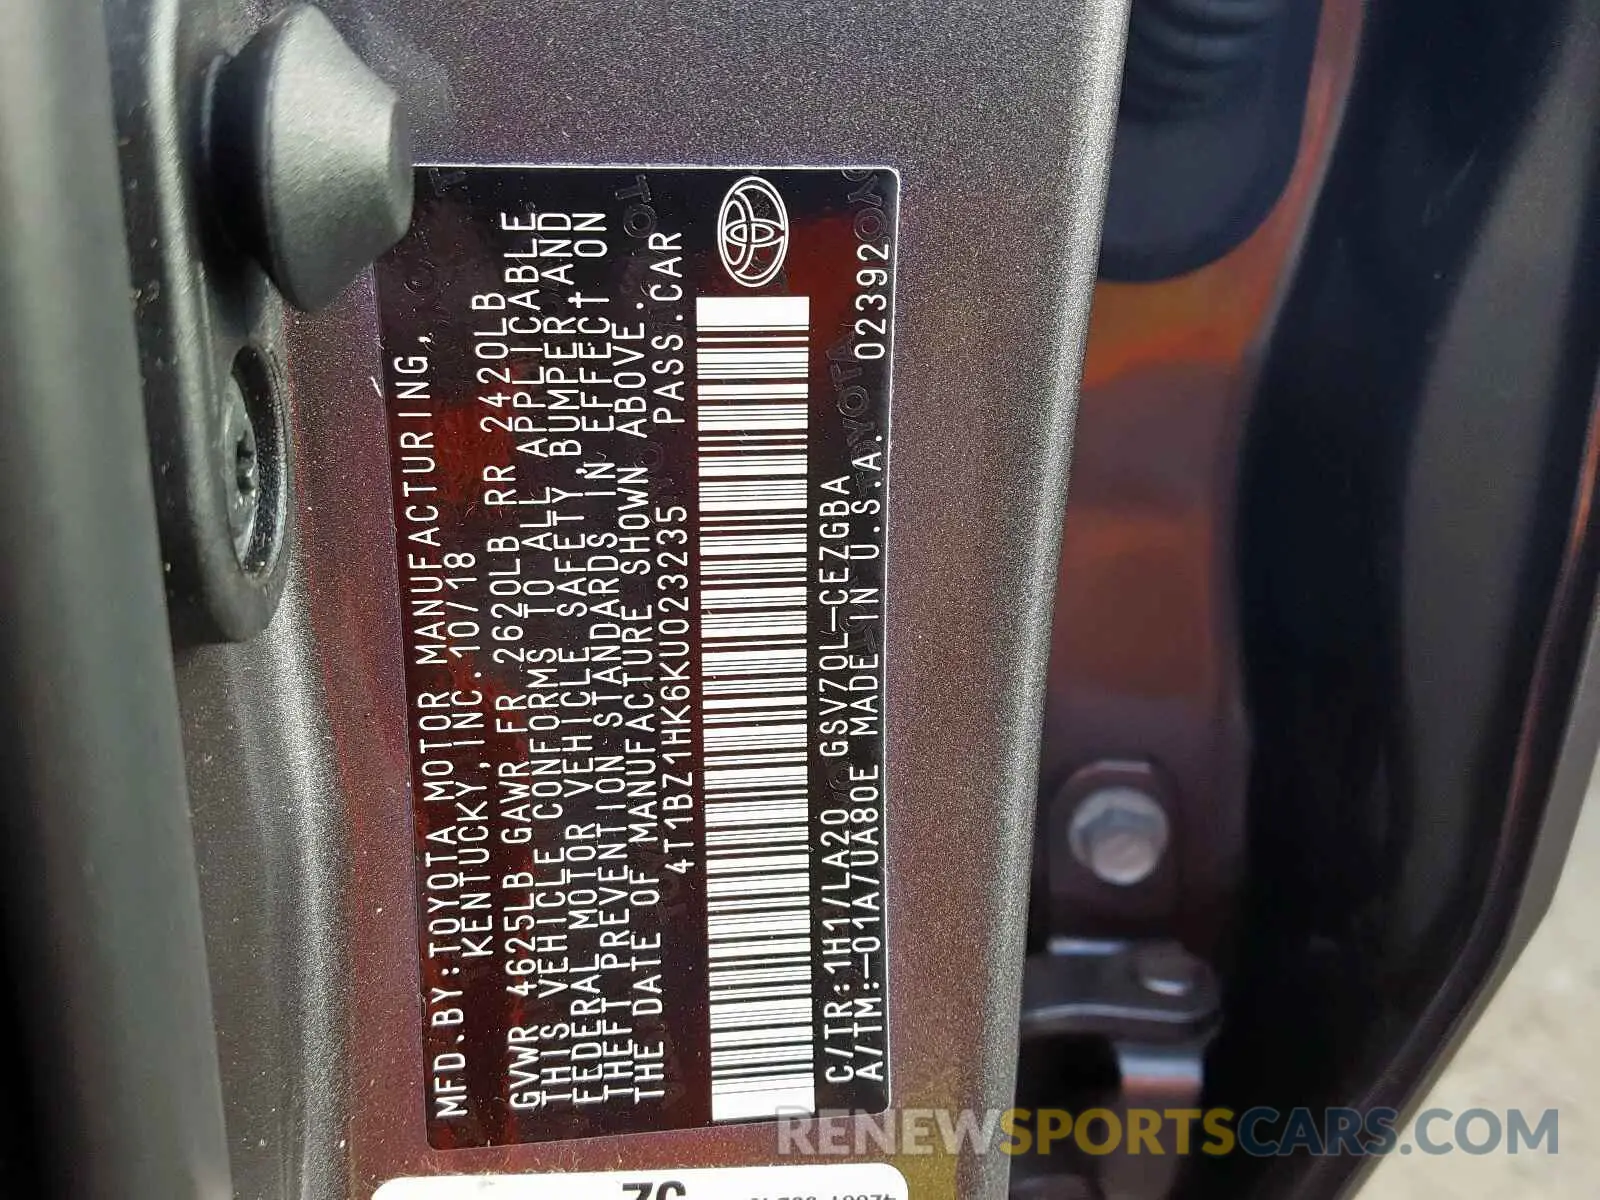 MFD.BY:TOYOTA MOTOR MANUFACTURING,
KENTUCKY,INC. 10/18
GVWR 4625LB GAWR FR 2620LB RR 2420LB
THIS VEHICLE CONFORMS TO ALL APPLICABLE
FEDERAL MOTOR VEHICLE SAFETY,BUMPER,AND
THEFT PREVENTION STANDARDS IN EFFECT ON
THE DATE OF MANUFACTURE SHOWN ABOVE.
4T1BZ1HK6KU023235 PASS.CAR
C/TR:1H1/LA20 GSV70L-CEZGBA
A/TM:-01A/UA80E MADE IN U.S.A. 02392
RENEWSPORTSCARS.COM